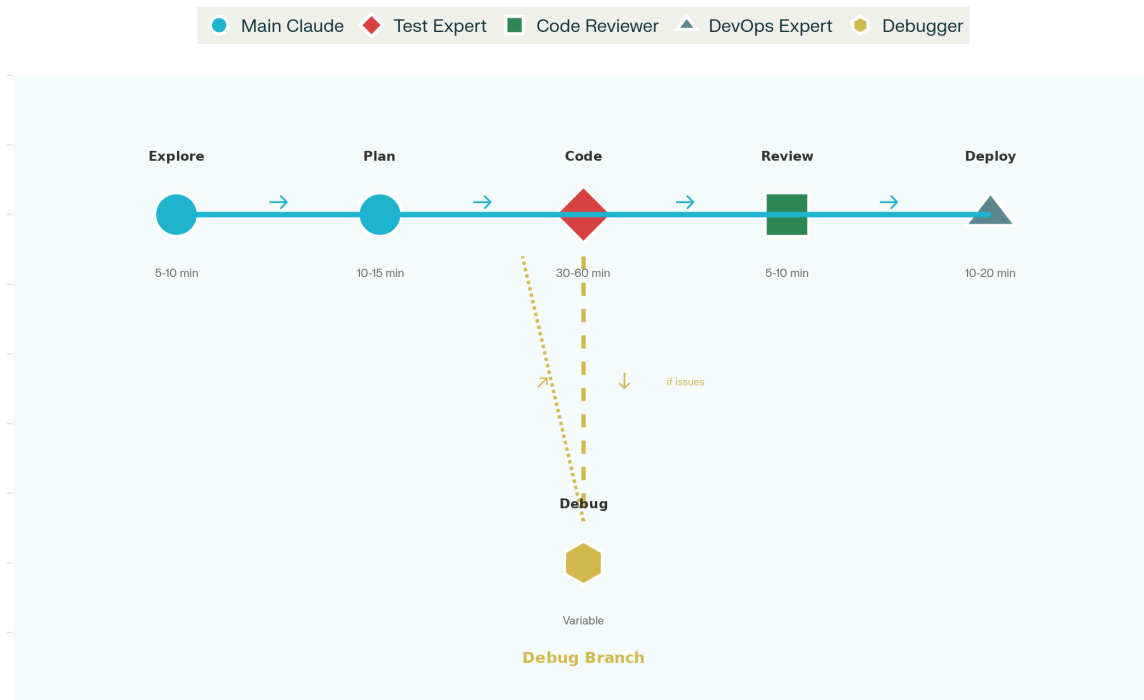 Main Claude Test Expert Code Reviewer DevOps Expert Debugger
Explore Plan Code Review Deploy
5-10 min 10-15 min 30-60 min 5-10 min 10-20 min
if issues
Debug
Variable
Debug Branch